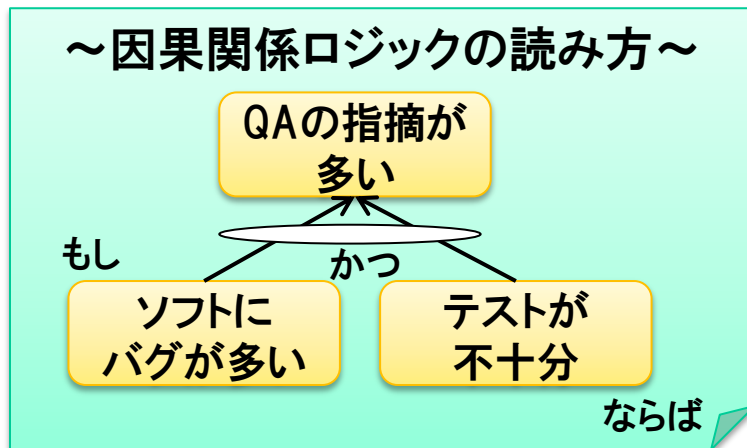 ～因果関係ロジックの読み方～
QAの指摘が
多い
もし
かつ
ソフトに
バグが多い
テストが
不十分
ならば